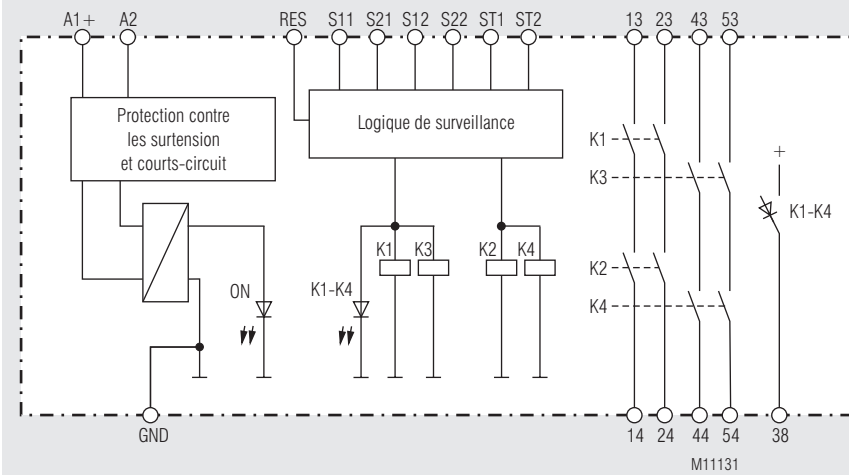 A1+ A2 RES S11 S21 S12 S22 ST1 ST2 13 23 43 53
Protection contre
les surtension
et courts-circuit
Logique de surveillance
K1
K3
+
K1-K4
K1 K3 K2 K4
K2
ON K1-K4
K4
GND 14 24 44 54 38
M11131